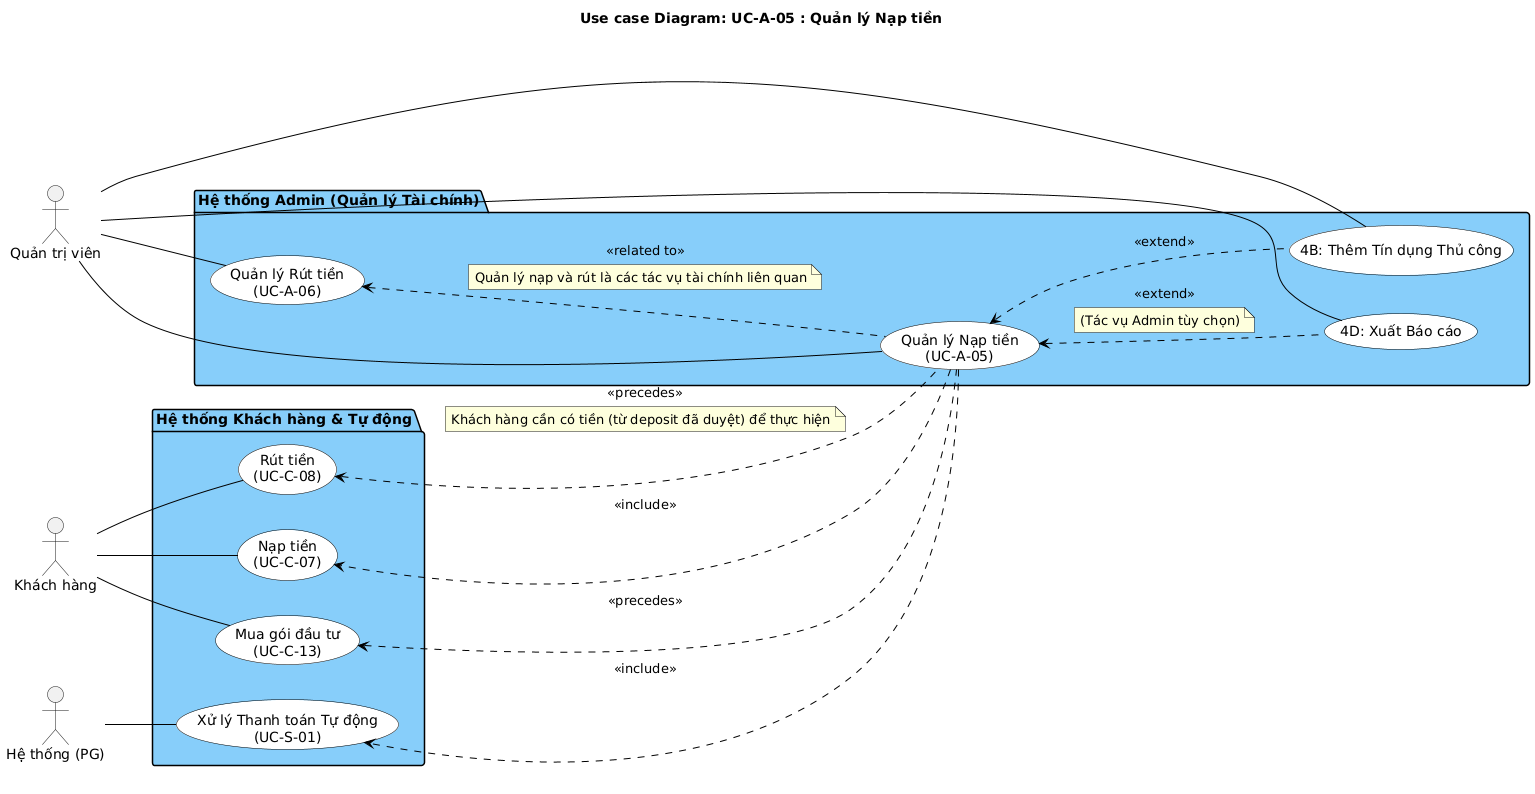 Use case Diagram: UC-A-05 : Quản lý Nạp tiền
Hệ thống Admin (Quản lý Tài chính)
Quản trị viên
Quản lý Rút tiền
(UC-A-06)
«related to»
Quản lý nạp và rút là các tác vụ tài chính liên quan
«extend»
4B: Thêm Tín dụng Thủ công
«extend»
(Tác vụ Admin tùy chọn)
4D: Xuất Báo cáo
Quản lý Nạp tiền
(UC-A-05)
«precedes»
Khách hàng cần có tiền (từ deposit đã duyệt) để thực hiện
Hệ thống Khách hàng & Tự động
Rút tiền
(UC-C-08)
«include»
Nạp tiền
(UC-C-07)
Khách hàng
«precedes»
Mua gói đầu tư
(UC-C-13)
«include»
Xử lý Thanh toán Tự động
(UC-S-01)
Hệ thống (PG)